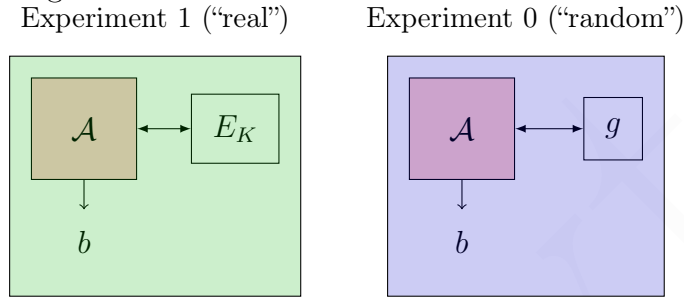 Experiment 1 (“real”)
Experiment 0 (“random”)
𝒜
E_K
b
𝒜
g
b